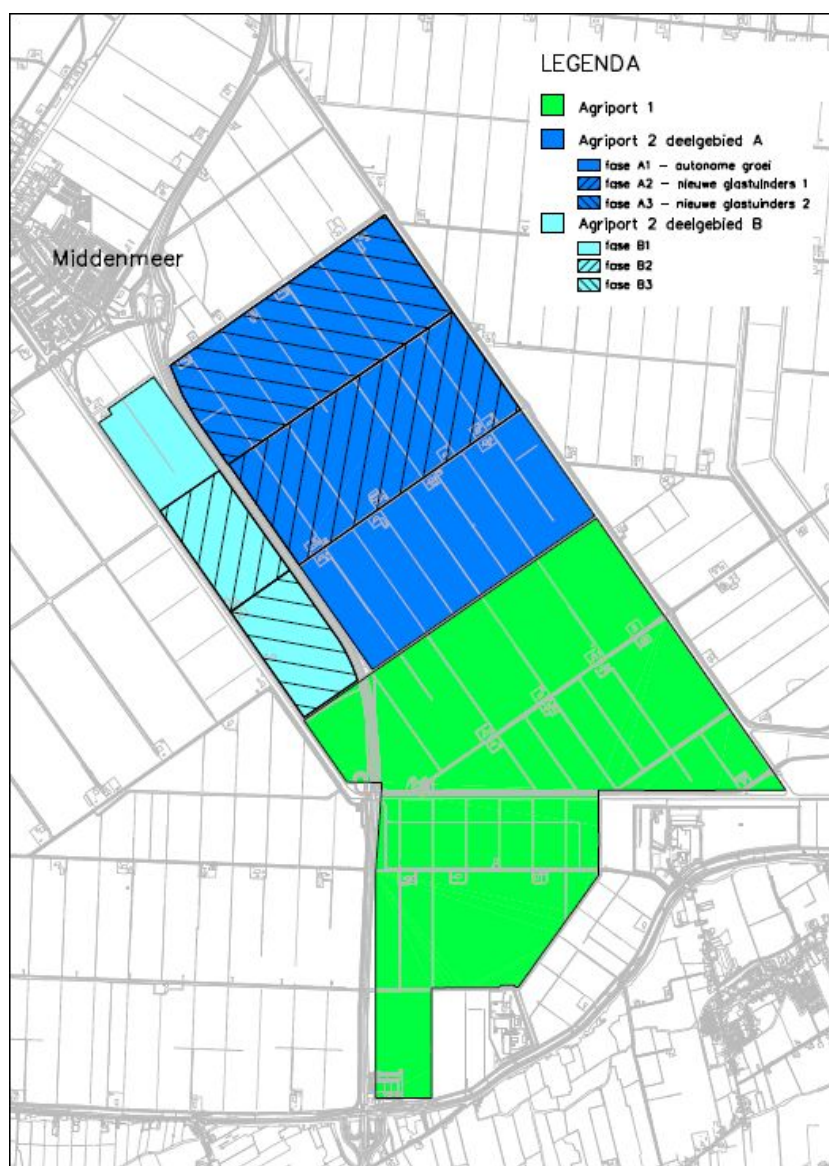 LEGENDA
Agriport 1
Agriport 2 deelgebied A
fase A1 - autonome groei
fase A2 - nieuwe glastuinders 1
fase A3 - nieuwe glastuinders 2
Agriport 2 deelgebied B
fase B1
fase B2
fase B3
Middenmeer